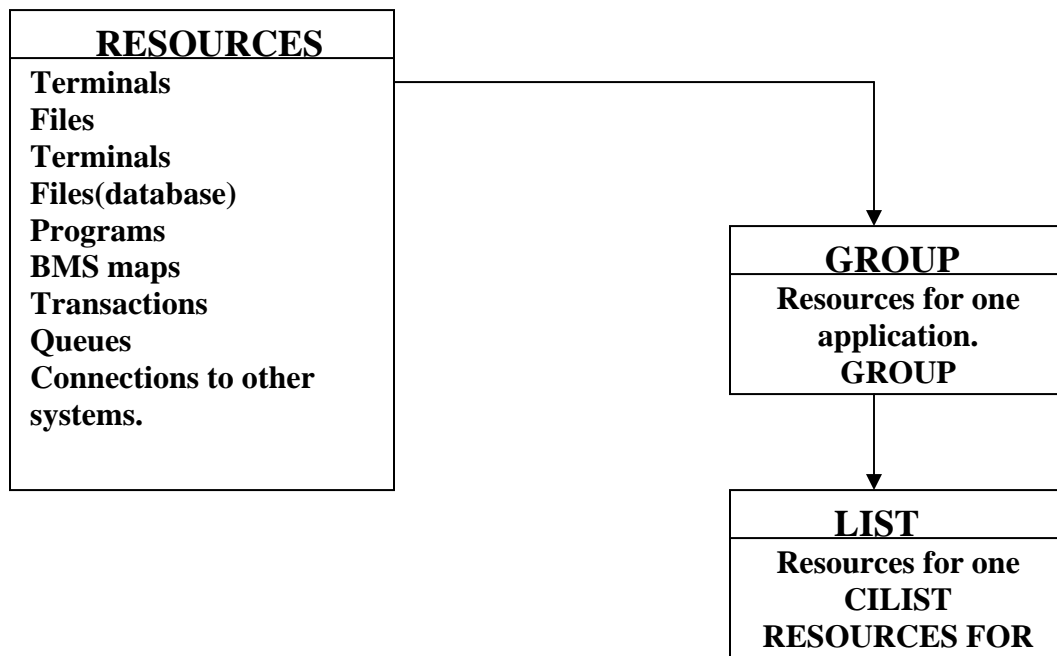 RESOURCES
Terminals
Files
Terminals
Files(database)
Programs
BMS maps
Transactions
Queues
Connections to other
systems.
GROUP
Resources for one
application.
GROUP
LIST
Resources for one
CILIST
RESOURCES FOR